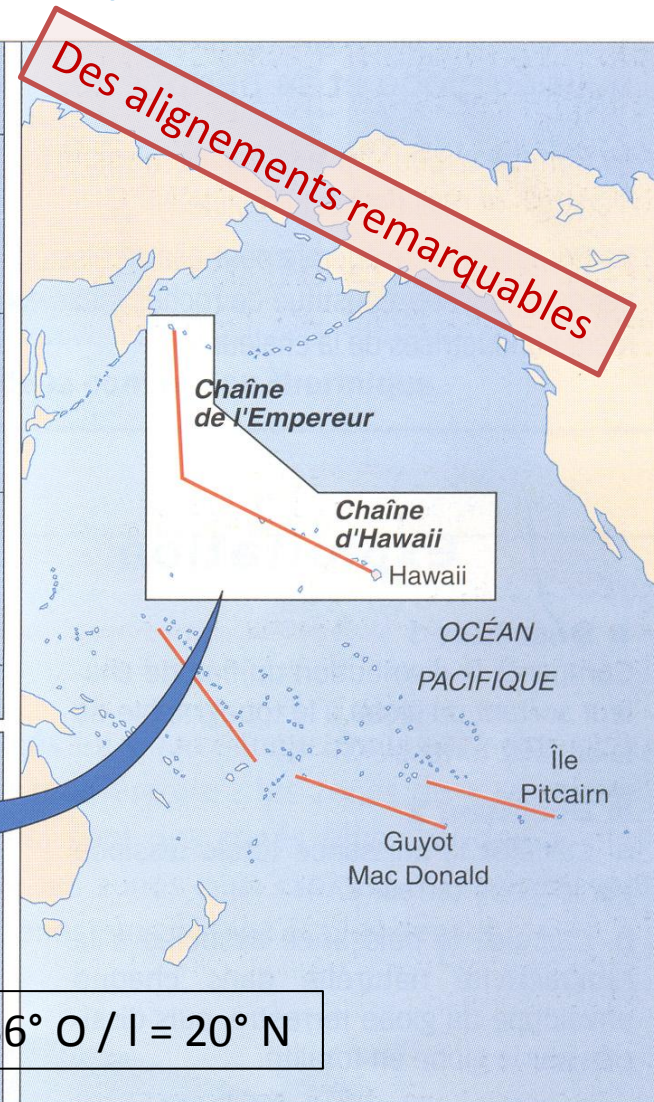 Des alignements remarquables
Chaîne
de l'Empereur
Chaîne
d'Hawaii
Hawaii
OCÉAN
PACIFIQUE
Île
Pitcairn
Guyot
Mac Donald
6° O / l = 20° N